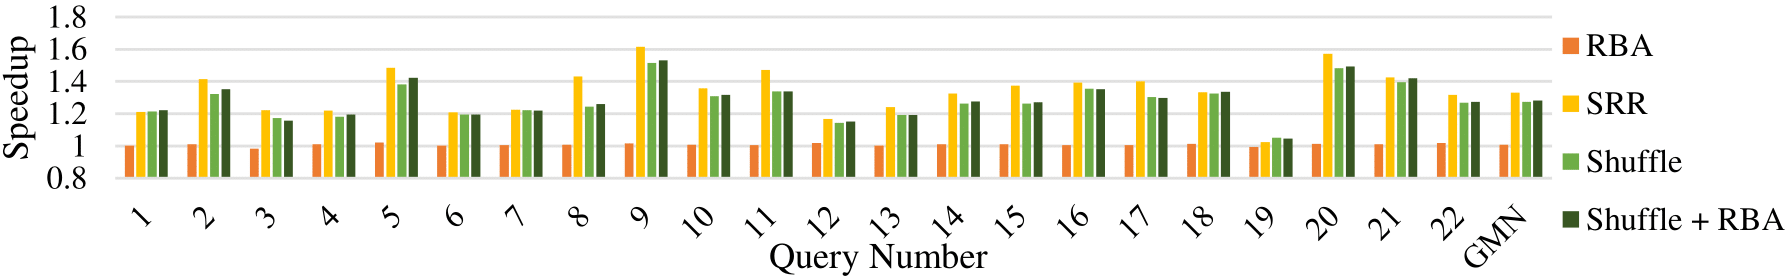 Speedup
1.8
1.6
1.4
1.2
1
0.8
1 2 3 4 5 6 7 8 9 10 11 12 13 14 15 16 17 18 19 20 21 22 GMN
Query Number
RBA
SRR
Shuffle
Shuffle + RBA